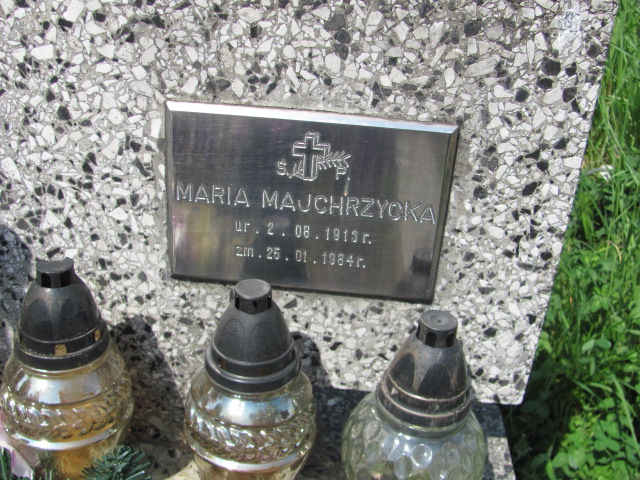 Ś. P.
MARIA MAJCHRZYCKA
ur. 2. 08. 1913 r.
zm. 25. 01. 1984 r.